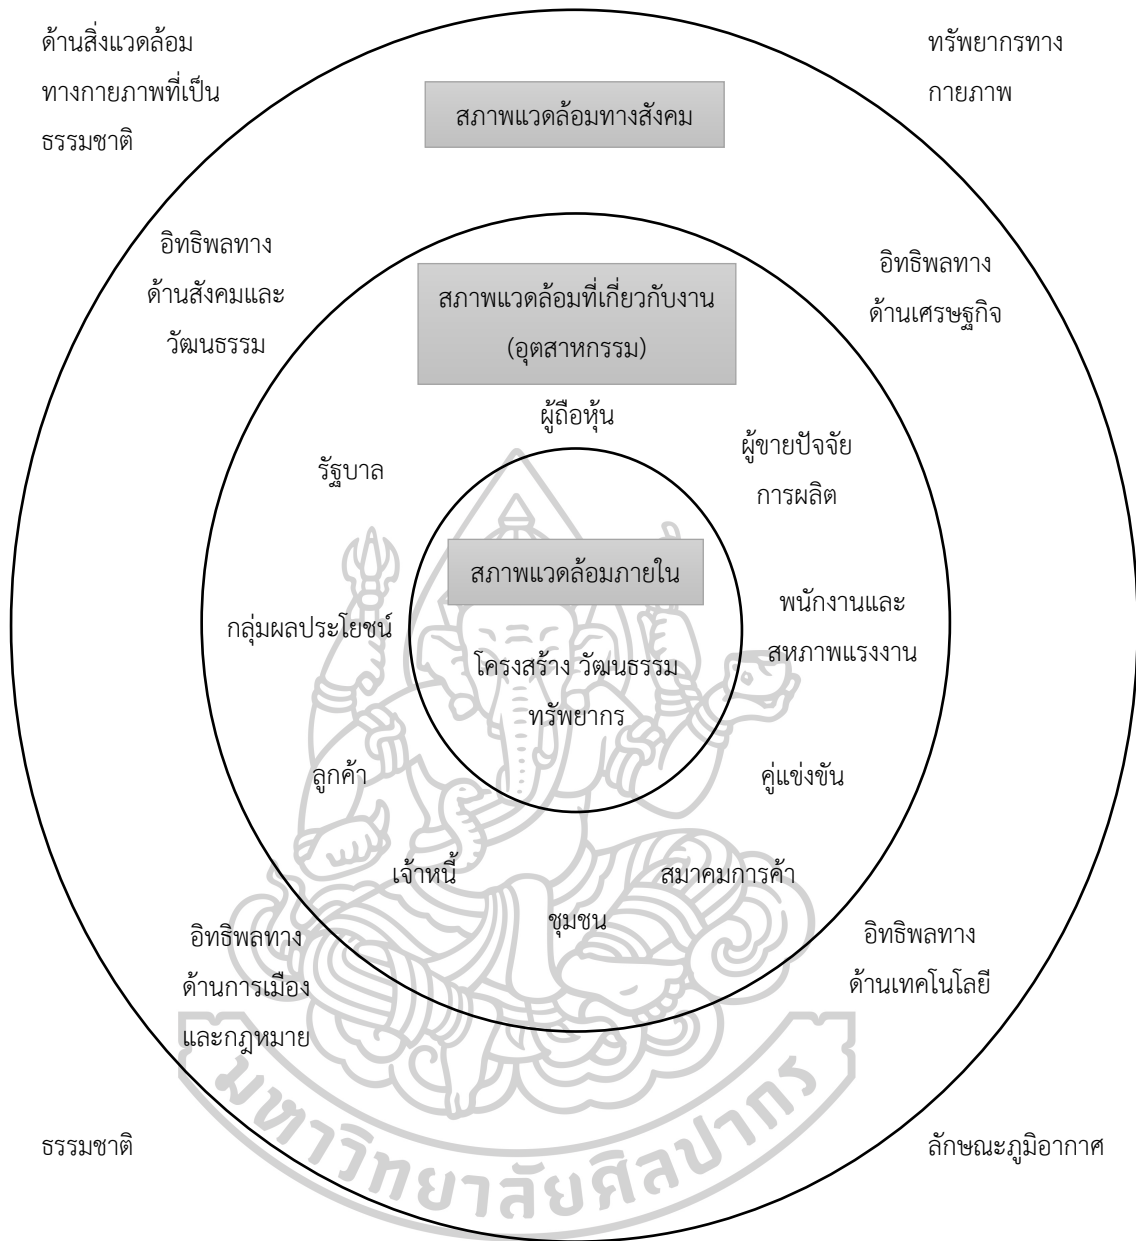 ด้านสิ่งแวดล้อม
ทางกายภาพที่เป็น
ธรรมชาติ
ทรัพยากรทาง
กายภาพ
สภาพแวดล้อมทางสังคม
อิทธิพลทาง
ด้านสังคมและ
วัฒนธรรม
อิทธิพลทาง
ด้านเศรษฐกิจ
สภาพแวดล้อมที่เกี่ยวกับงาน
(อุตสาหกรรม)
ผู้ถือหุ้น
รัฐบาล
ผู้ขายปัจจัย
การผลิต
สภาพแวดล้อมภายใน
โครงสร้าง วัฒนธรรม
ทรัพยากร
กลุ่มผลประโยชน์
พนักงานและ
สหภาพแรงงาน
ลูกค้า
คู่แข่งขัน
เจ้าหนี้
สมาคมการค้า
ชุมชน
อิทธิพลทาง
ด้านการเมือง
และกฎหมาย
อิทธิพลทาง
ด้านเทคโนโลยี
ธรรมชาติ
ลักษณะภูมิอากาศ
มหาวิทยาลัยศิลปากร